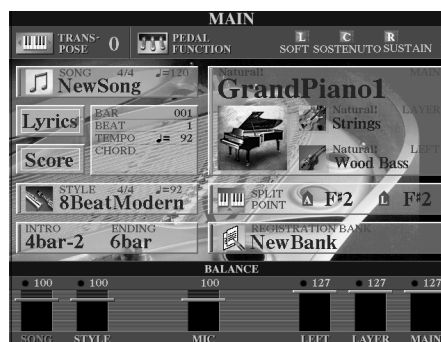 MAIN
TRANS-
POSE 0
PEDAL
FUNCTION
L C R
SOFT SOSTENUTO SUSTAIN
SONG 4/4 ♩=120
NewSong
Lyrics
Score
BAR 001
BEAT 1
TEMPO ♩= 92
CHORD
STYLE 4/4 ♩=92
8BeatModern
INTRO ENDING
4bar-2 6bar
Natural! MAIN
GrandPiano1
Natural! LAYER
Strings
Natural! LEFT
Wood Bass
SPLIT
POINT A F♯2 L F♯2
REGISTRATION BANK
NewBank
BALANCE
100 100 100 127 127 127
SONG STYLE MIC LEFT LAYER MAIN